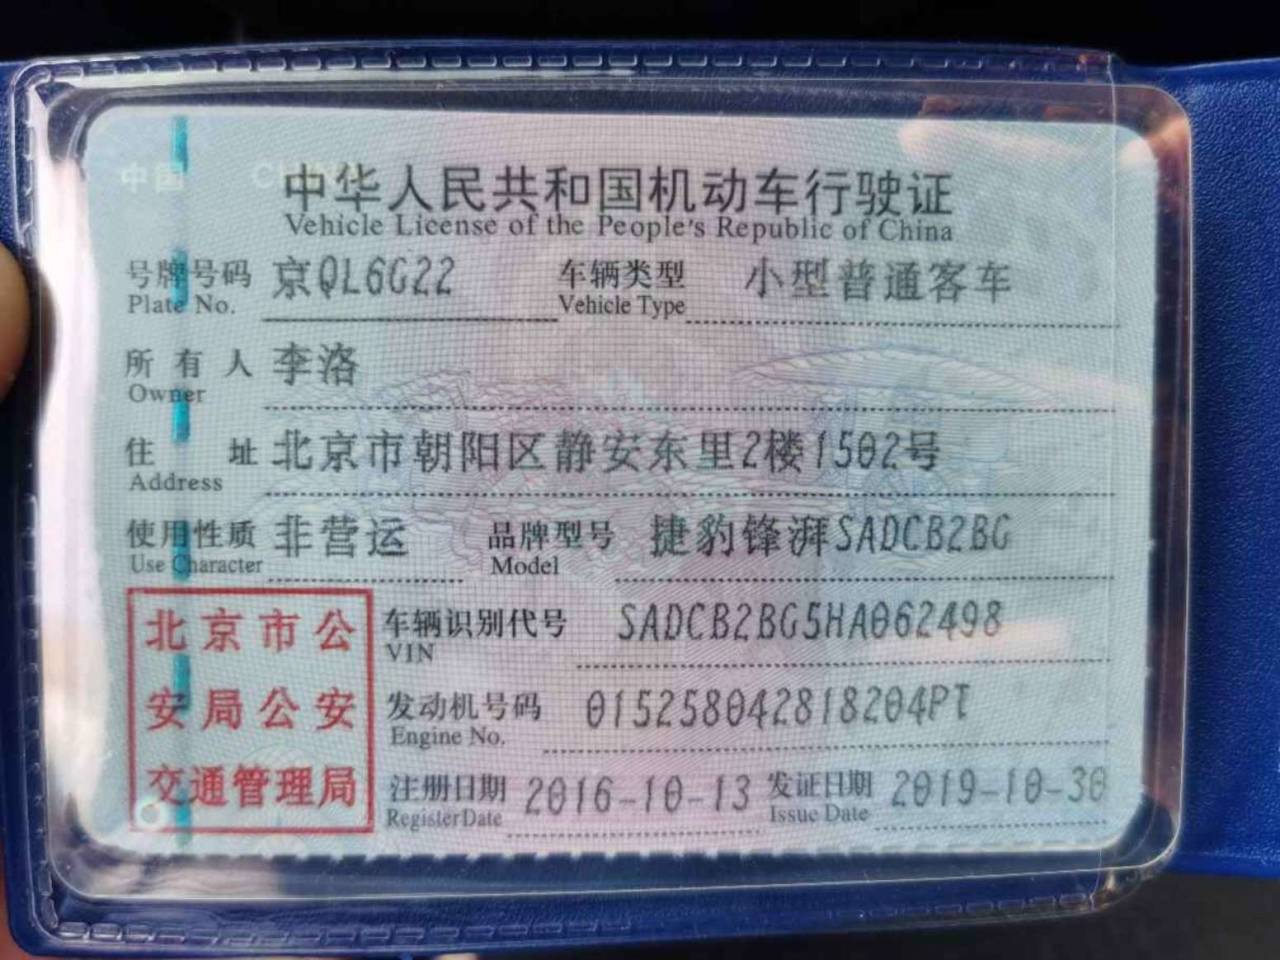 中国 CHINA
中华人民共和国机动车行驶证
Vehicle License of the People's Republic of China
号牌号码 京QL6G22 车辆类型 小型普通客车
Plate No. Vehicle Type
所有人 李洛
Owner
住址 北京市朝阳区静安东里2楼1502号
Address
使用性质 非营运 品牌型号 捷豹锋湃SADCB2BG
Use Character Model
北京市公
安局公安
交通管理局
车辆识别代号 SADCB2BG5HA062498
VIN
发动机号码 015258042818204PT
Engine No.
注册日期 2016-10-13 发证日期 2019-10-30
Register Date Issue Date